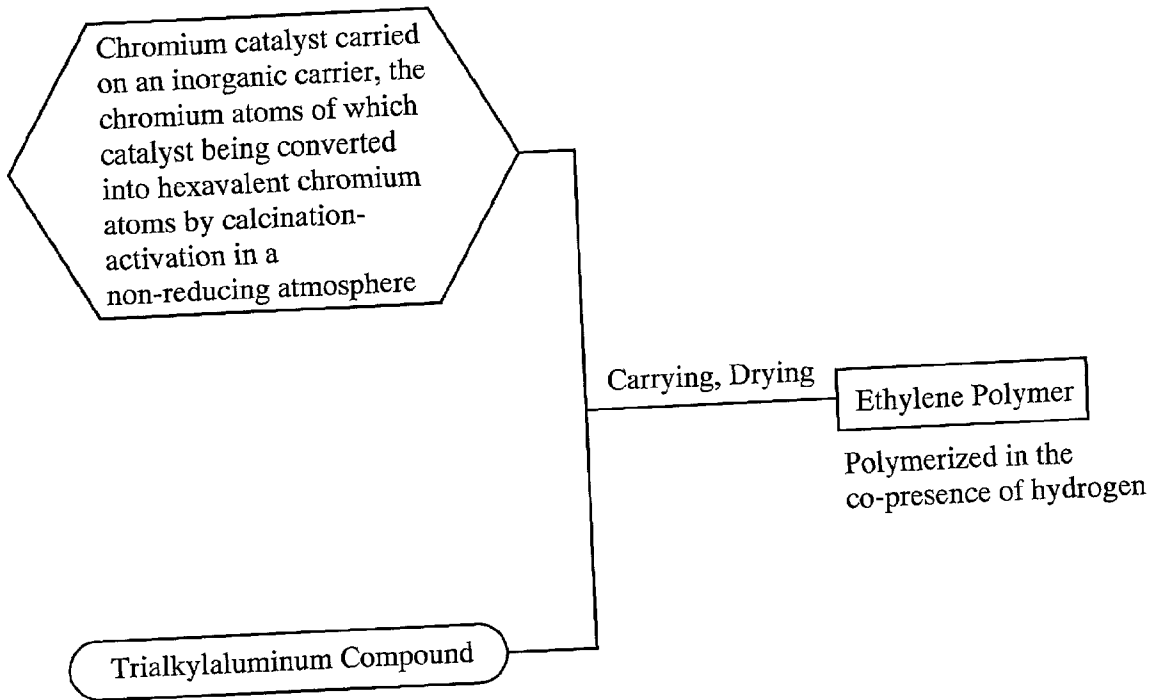 Chromium catalyst carried
on an inorganic carrier, the
chromium atoms of which
catalyst being converted
into hexavalent chromium
atoms by calcination-
activation in a
non-reducing atmosphere
Carrying, Drying
Ethylene Polymer
Polymerized in the
co-presence of hydrogen
Trialkylaluminum Compound